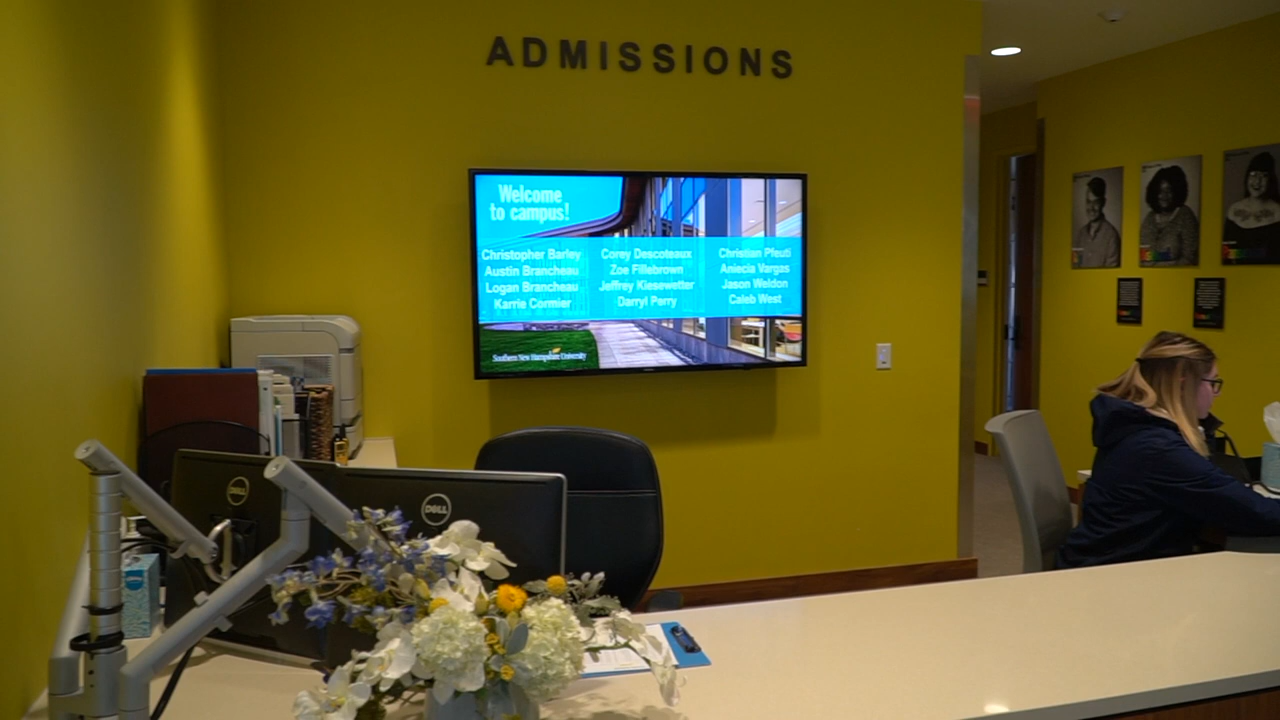 ADMISSIONS
Welcome
to campus!
Christopher Barley
Austin Brancheau
Logan Brancheau
Karrie Cormier
Corey Descoteaux
Zoe Fillebrown
Jeffrey Kiesewetter
Darryl Perry
Christian Pfeuti
Aniecia Vargas
Jason Weldon
Caleb West
Southern New Hampshire University
DELL
DELL